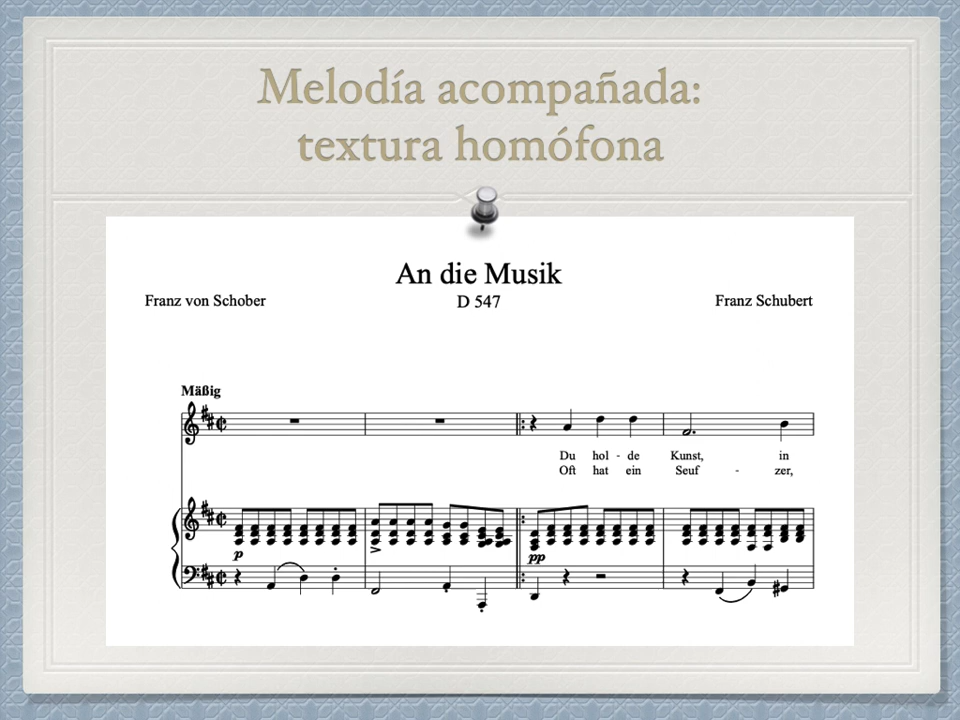 Melodía acompañada:
textura homófona
An die Musik
D 547
Franz von Schober
Franz Schubert
Mäßig
Du hol - de Kunst, in
Oft hat ein Seuf - zer,
p
pp